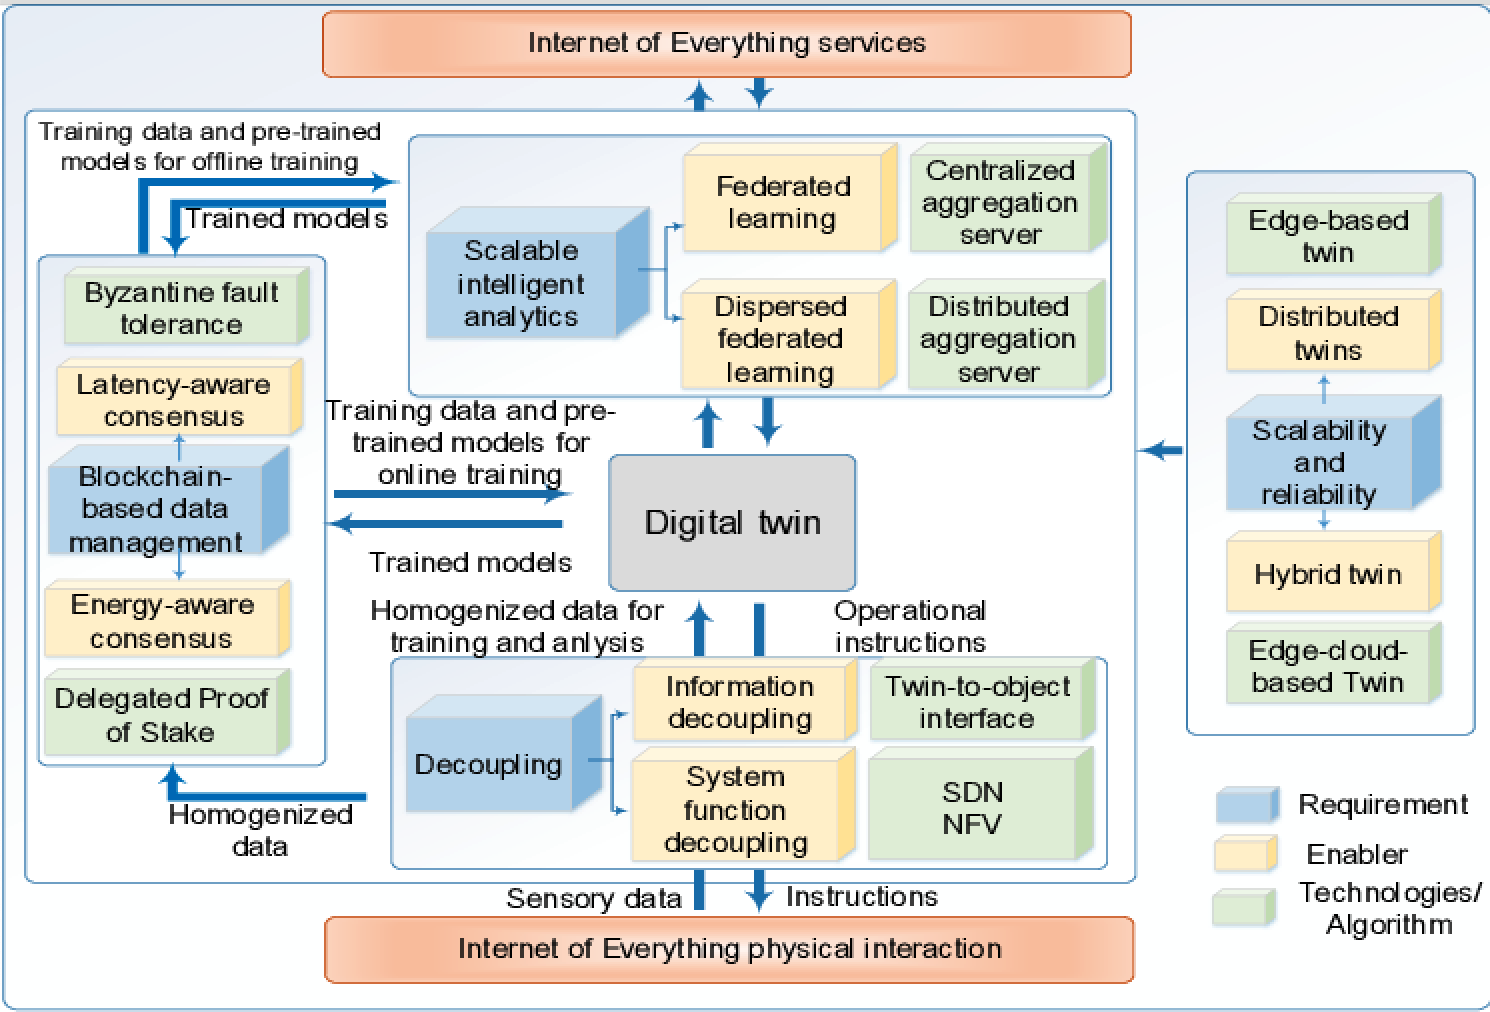 Internet of Everything services
Training data and pre-trained
models for offline training
Trained models
Scalable
intelligent
analytics
Federated
learning
Centralized
aggregation
server
Dispersed
federated
learning
Distributed
aggregation
server
Byzantine fault
tolerance
Latency-aware
consensus
Blockchain-
based data
management
Energy-aware
consensus
Delegated Proof
of Stake
Training data and pre-
trained models for
online training
Trained models
Digital twin
Homogenized data for
training and anlysis
Operational
instructions
Decoupling
Information
decoupling
Twin-to-object
interface
System
function
decoupling
SDN
NFV
Homogenized
data
Sensory data
Instructions
Internet of Everything physical interaction
Edge-based
twin
Distributed
twins
Scalability
and
reliability
Hybrid twin
Edge-cloud-
based Twin
Requirement
Enabler
Technologies/
Algorithm